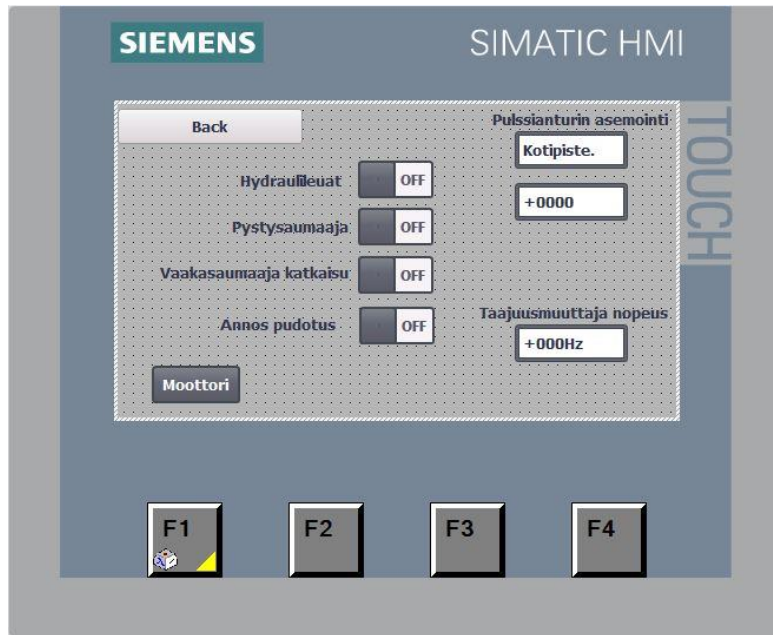 SIEMENS
SIMATIC HMI
TOUCH
Back
Pulssianturin asemointi
Kotipiste.
Hydraulileuat OFF
+0000
Pystysaumaaja OFF
Vaakasaumaaja katkaisu OFF
Annos pudotus OFF
Taajuusmuuttaja nopeus
+000Hz
Moottori
F1
F2
F3
F4